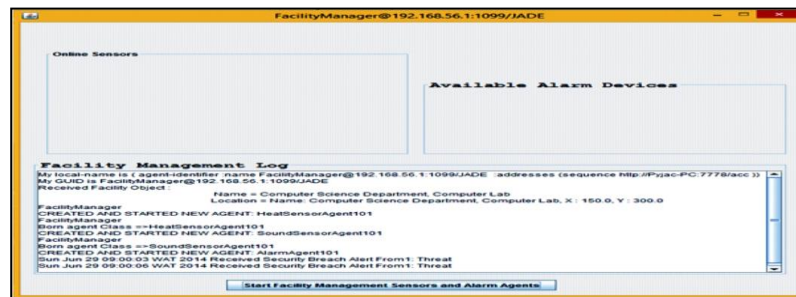 FacilityManager@192.168.56.1:1099/JADE
Online Sensors
Available Alarm Devices
Facility Management Log
My local-name is ( agent-identifier :name FacilityManager@192.168.56.1:1099/JADE :addresses (sequence http://Pyjac-PC:7778/acc ))
My GUID is FacilityManager@192.168.56.1:1099/JADE
Received Facility Object :
Name = Computer Science Department, Computer Lab
Location = Name: Computer Science Department, Computer Lab, X : 150.0, Y : 300.0
FacilityManager
CREATED AND STARTED NEW AGENT: HeatSensorAgent101
FacilityManager
Born agent Class =>HeatSensorAgent101
CREATED AND STARTED NEW AGENT: SoundSensorAgent101
FacilityManager
Born agent Class =>SoundSensorAgent101
CREATED AND STARTED NEW AGENT: AlarmAgent101
Sun Jun 29 09:00:03 WAT 2014 Received Security Breach Alert From1: Threat
Sun Jun 29 09:00:06 WAT 2014 Received Security Breach Alert From1: Threat
Start Facility Management Sensors and Alarm Agents